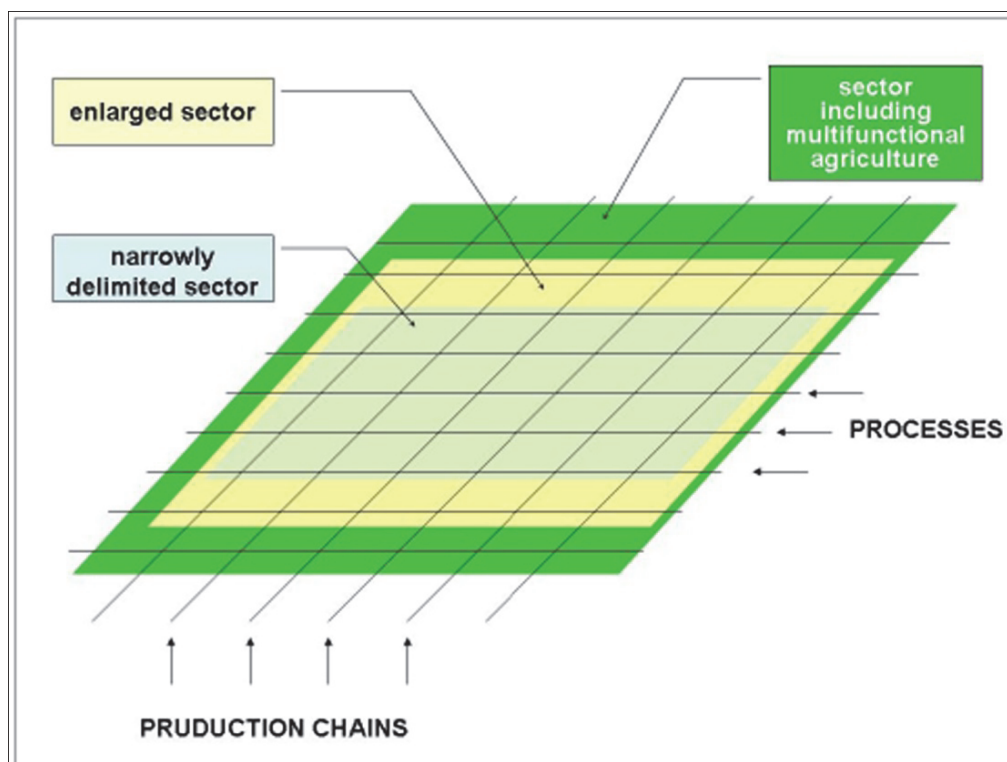 enlarged sector
sector
including
multifunctional
agriculture
narrowly
delimited sector
PROCESSES
PRUDUCTION CHAINS